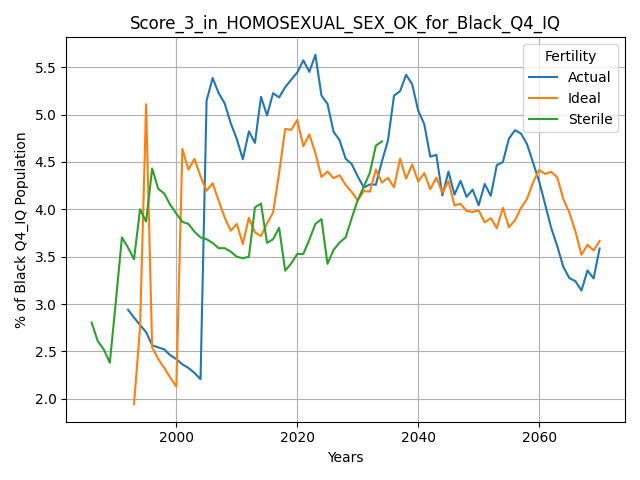 Score_3_in_HOMOSEXUAL_SEX_OK_for_Black_Q4_IQ
Fertility
Actual
Ideal
Sterile
% of Black Q4_IQ Population
5.5
5.0
4.5
4.0
3.5
3.0
2.5
2.0
2000
2020
2040
2060
Years